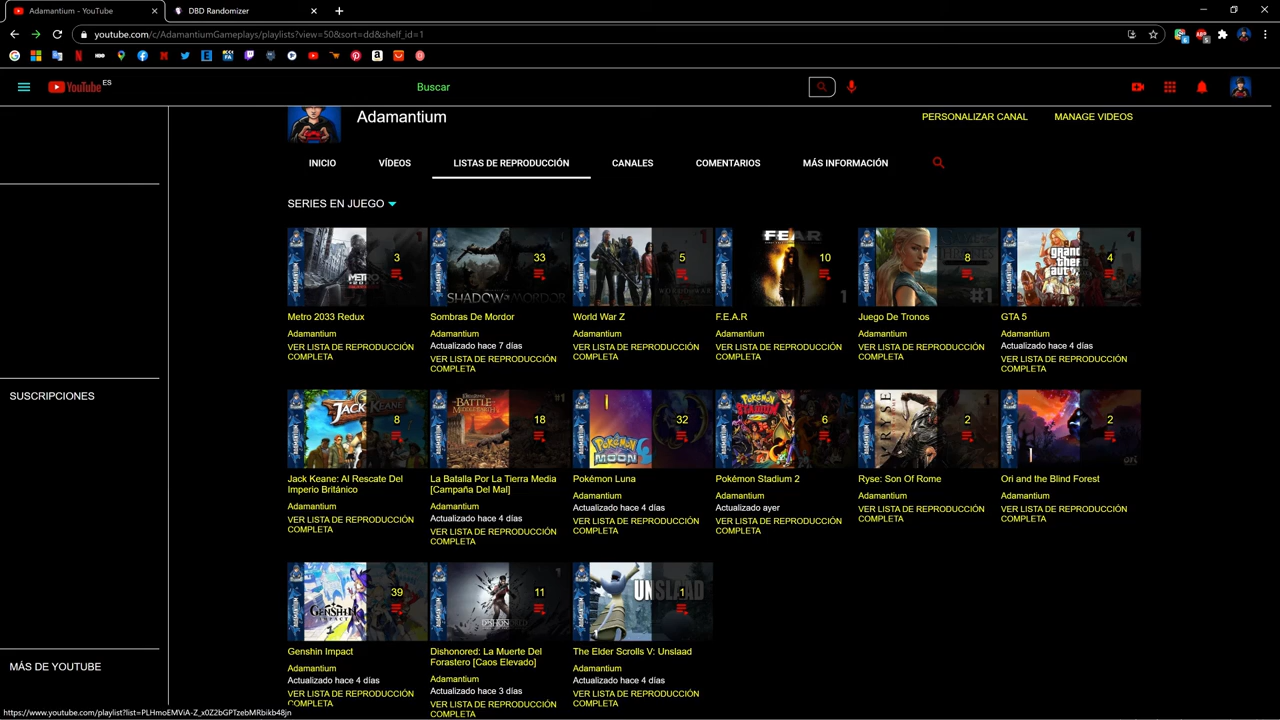 Adamantium - YouTube
DBD Randomizer
youtube.com/c/AdamantiumGameplays/playlists?view=50&sort=dd&shelf_id=1
YouTube ES
Buscar
Adamantium
PERSONALIZAR CANAL
MANAGE VIDEOS
INICIO
VÍDEOS
LISTAS DE REPRODUCCIÓN
CANALES
COMENTARIOS
MÁS INFORMACIÓN
SERIES EN JUEGO
3
33
5
10
8
4
Metro 2033 Redux
Adamantium
VER LISTA DE REPRODUCCIÓN
COMPLETA
Sombras De Mordor
Adamantium
Actualizado hace 7 días
VER LISTA DE REPRODUCCIÓN
COMPLETA
World War Z
Adamantium
VER LISTA DE REPRODUCCIÓN
COMPLETA
F.E.A.R
Adamantium
VER LISTA DE REPRODUCCIÓN
COMPLETA
Juego De Tronos
Adamantium
VER LISTA DE REPRODUCCIÓN
COMPLETA
GTA 5
Adamantium
Actualizado hace 4 días
VER LISTA DE REPRODUCCIÓN
COMPLETA
SUSCRIPCIONES
8
18
32
6
2
2
Jack Keane: Al Rescate Del
Imperio Británico
Adamantium
VER LISTA DE REPRODUCCIÓN
COMPLETA
La Batalla Por La Tierra Media
[Campaña Del Mal]
Adamantium
Actualizado hace 4 días
VER LISTA DE REPRODUCCIÓN
COMPLETA
Pokémon Luna
Adamantium
Actualizado hace 4 días
VER LISTA DE REPRODUCCIÓN
COMPLETA
Pokémon Stadium 2
Adamantium
Actualizado ayer
VER LISTA DE REPRODUCCIÓN
COMPLETA
Ryse: Son Of Rome
Adamantium
VER LISTA DE REPRODUCCIÓN
COMPLETA
Ori and the Blind Forest
Adamantium
VER LISTA DE REPRODUCCIÓN
COMPLETA
39
11
1
Genshin Impact
Adamantium
Actualizado hace 4 días
VER LISTA DE REPRODUCCIÓN
COMPLETA
Dishonored: La Muerte Del
Forastero [Caos Elevado]
Adamantium
Actualizado hace 3 días
VER LISTA DE REPRODUCCIÓN
COMPLETA
The Elder Scrolls V: Unslaad
Adamantium
Actualizado hace 4 días
VER LISTA DE REPRODUCCIÓN
COMPLETA
MÁS DE YOUTUBE
https://www.youtube.com/playlist?list=PLHmoEMViA-Z_x0Z2bGPTzebMRbikb48jn